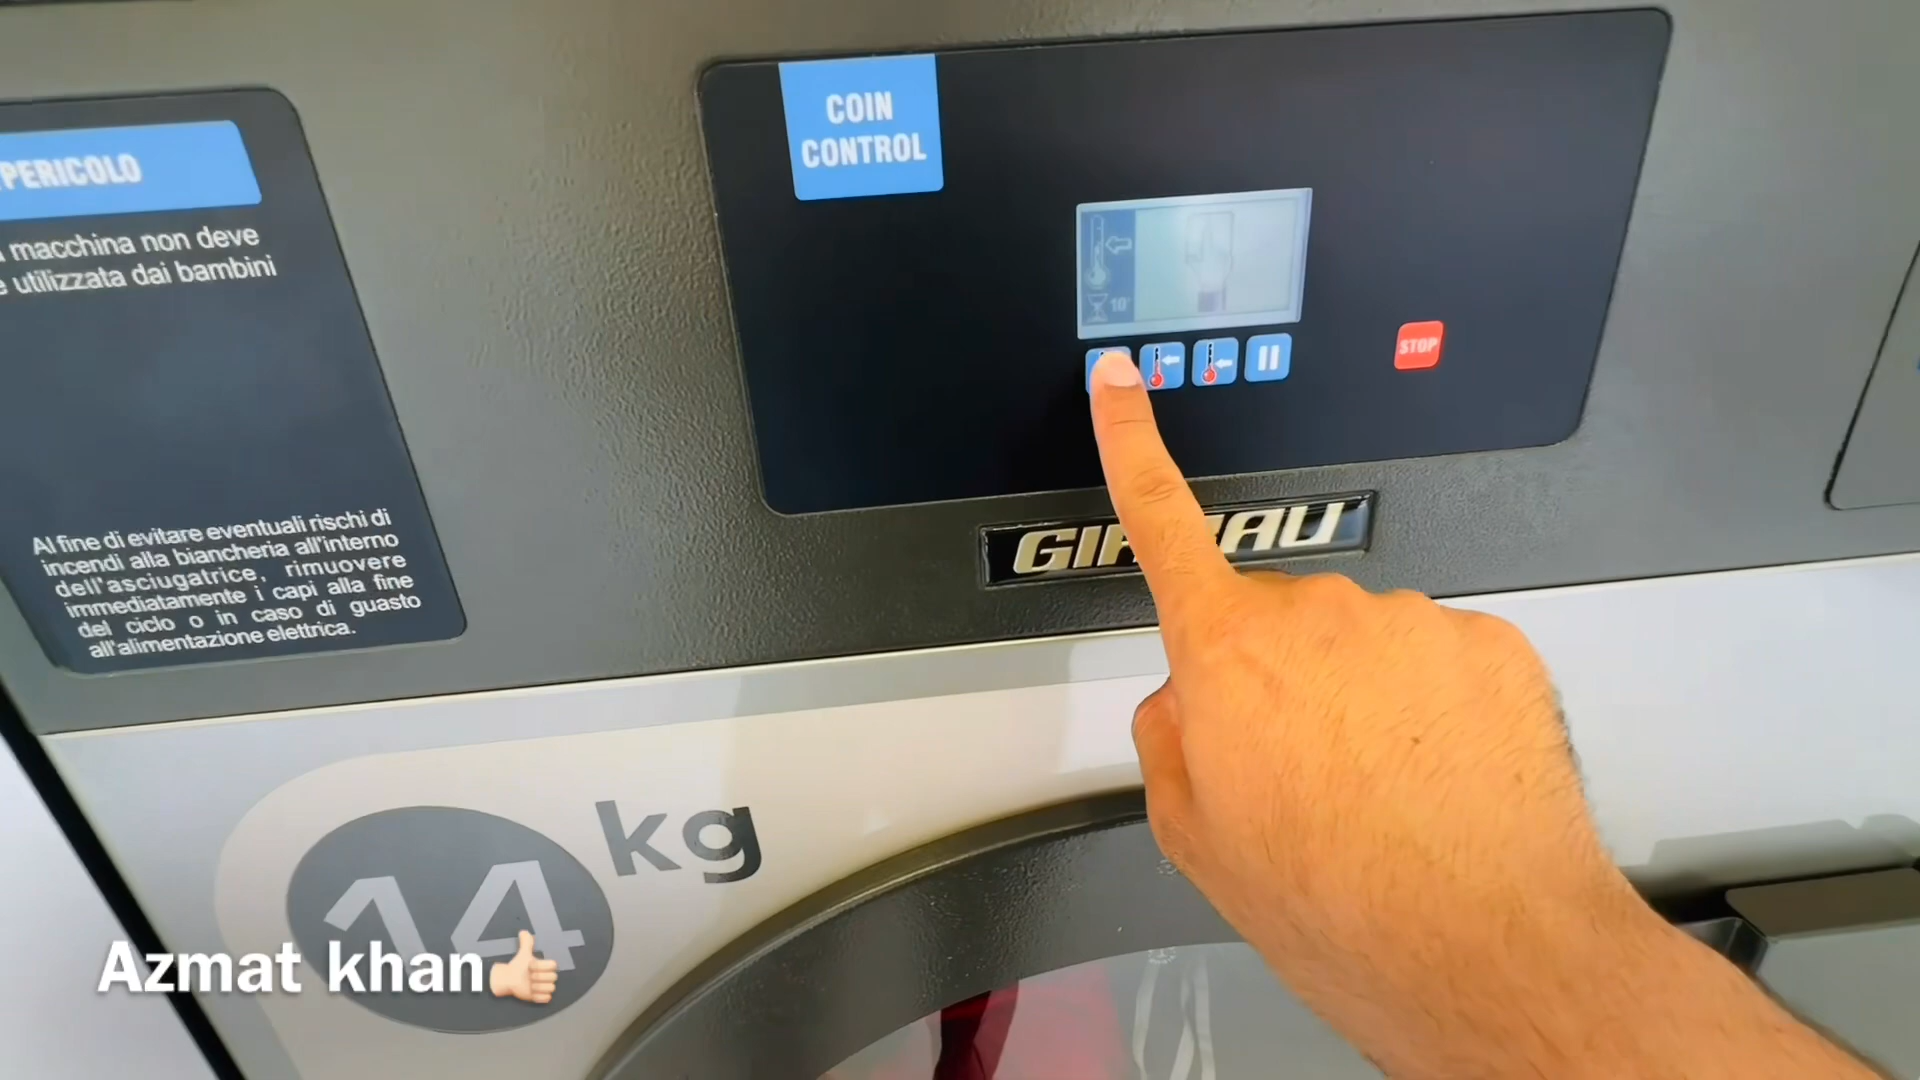 PERICOLO
macchina non deve
utilizzata dai bambini
Al fine di evitare eventuali rischi di
incendi alla biancheria all'interno
dell'asciugatrice, rimuovere
immediatamente i capi alla fine
del ciclo o in caso di guasto
all'alimentazione elettrica.
COIN
CONTROL
10'
STOP
14 kg
Azmat khan👍🏻